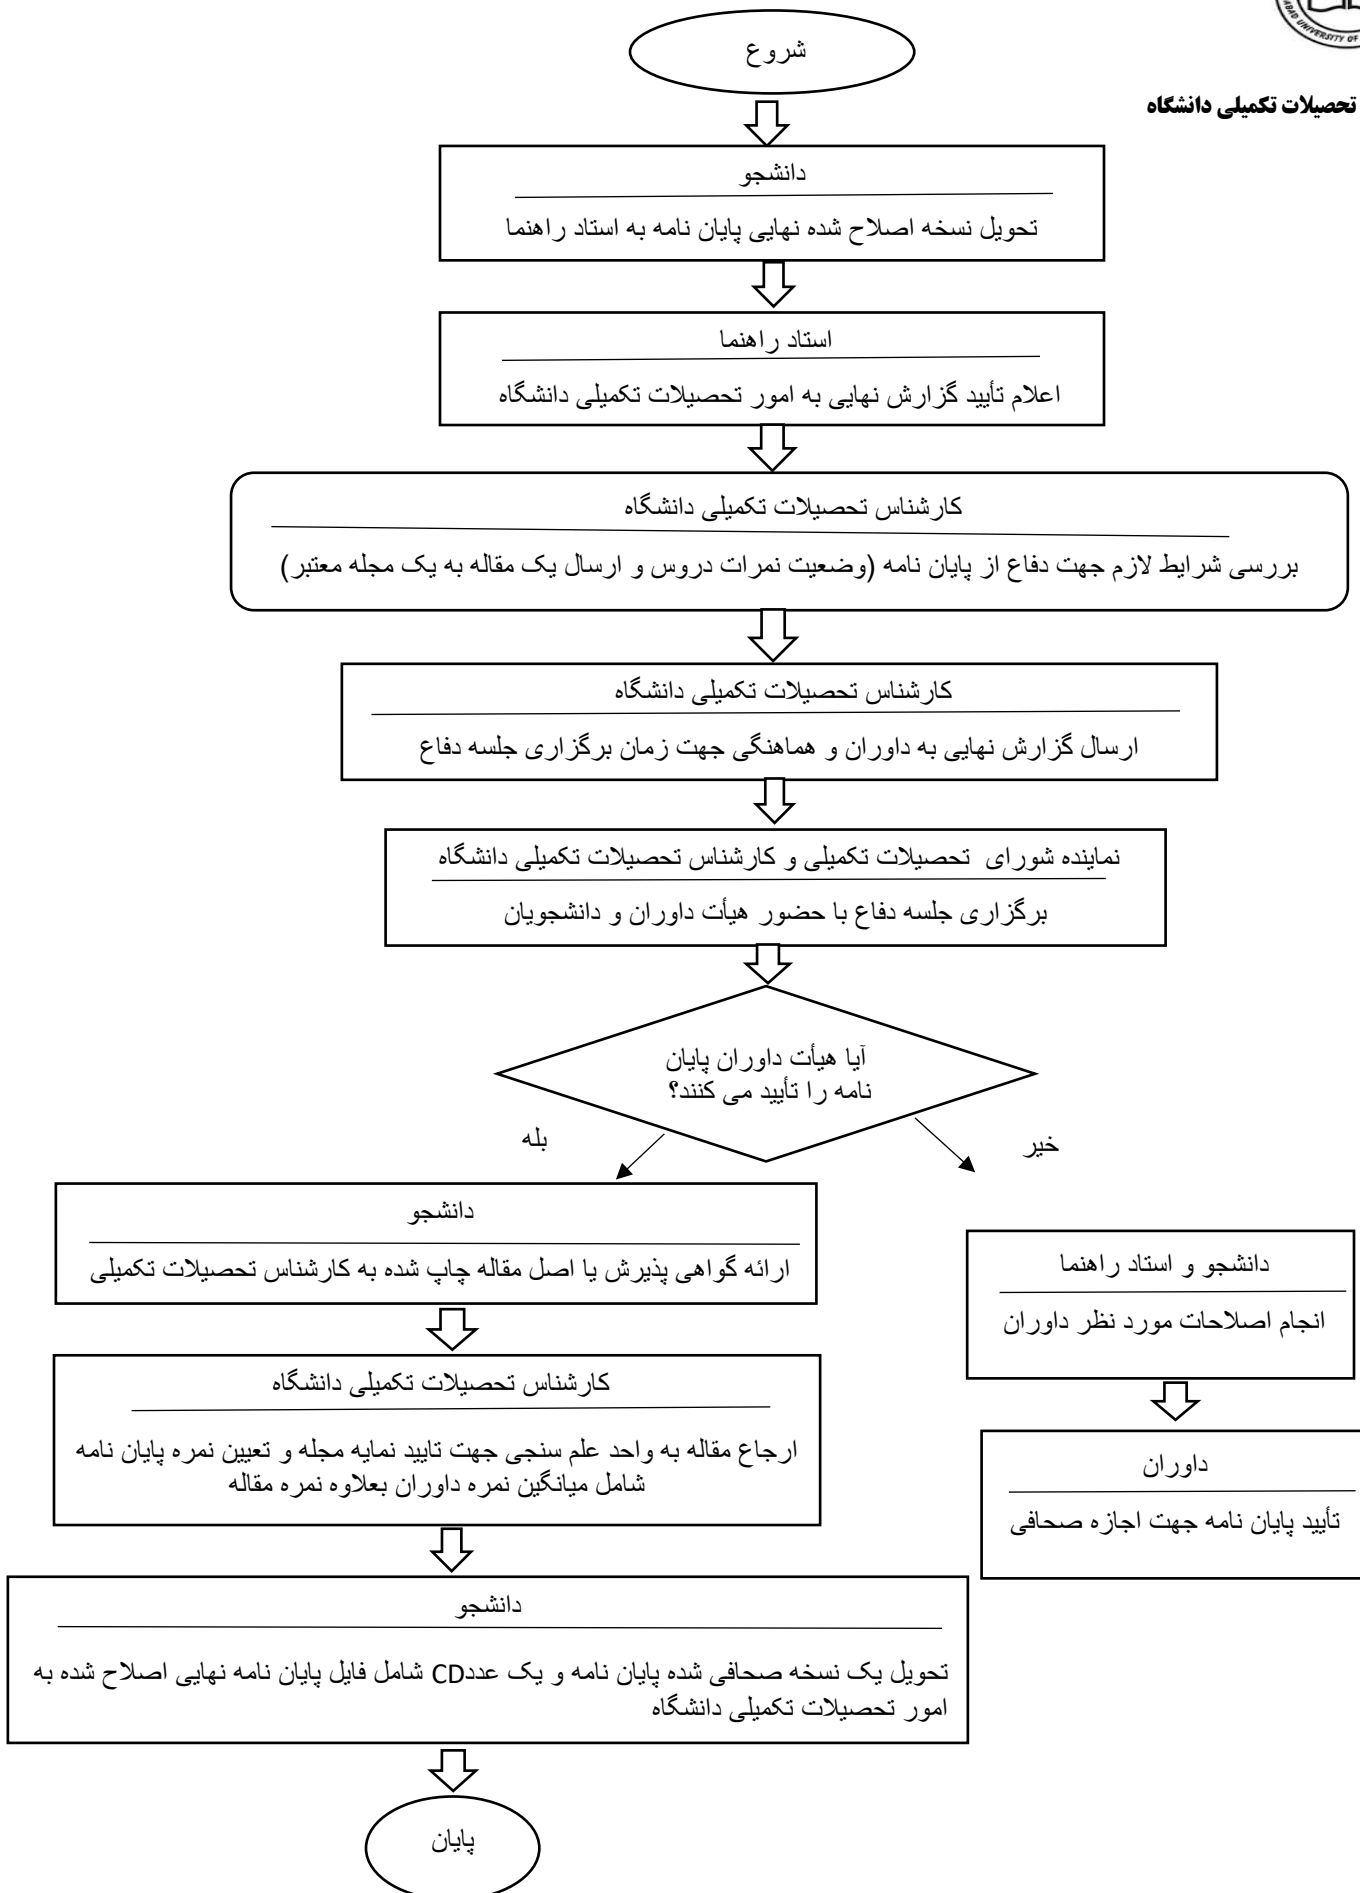 ABAD UNIVERSITY OF
تحصیلات تکمیلی دانشگاه
شروع
دانشجو
تحویل نسخه اصلاح شده نهایی پایان نامه به استاد راهنما
استاد راهنما
اعلام تأیید گزارش نهایی به امور تحصیلات تکمیلی دانشگاه
کارشناس تحصیلات تکمیلی دانشگاه
بررسی شرایط لازم جهت دفاع از پایان نامه (وضعیت نمرات دروس و ارسال یک مقاله به یک مجله معتبر)
کارشناس تحصیلات تکمیلی دانشگاه
ارسال گزارش نهایی به داوران و هماهنگی جهت زمان برگزاری جلسه دفاع
نماینده شورای تحصیلات تکمیلی و کارشناس تحصیلات تکمیلی دانشگاه
برگزاری جلسه دفاع با حضور هیأت داوران و دانشجویان
آیا هیأت داوران پایان
نامه را تأیید می کنند؟
خیر
بله
دانشجو
ارائه گواهی پذیرش یا اصل مقاله چاپ شده به کارشناس تحصیلات تکمیلی
دانشجو و استاد راهنما
انجام اصلاحات مورد نظر داوران
کارشناس تحصیلات تکمیلی دانشگاه
ارجاع مقاله به واحد علم سنجی جهت تایید نمایه مجله و تعیین نمره پایان نامه
شامل میانگین نمره داوران بعلاوه نمره مقاله
داوران
تأیید پایان نامه جهت اجازه صحافی
دانشجو
تحویل یک نسخه صحافی شده پایان نامه و یک عددCD شامل فایل پایان نامه نهایی اصلاح شده به
امور تحصیلات تکمیلی دانشگاه
پایان